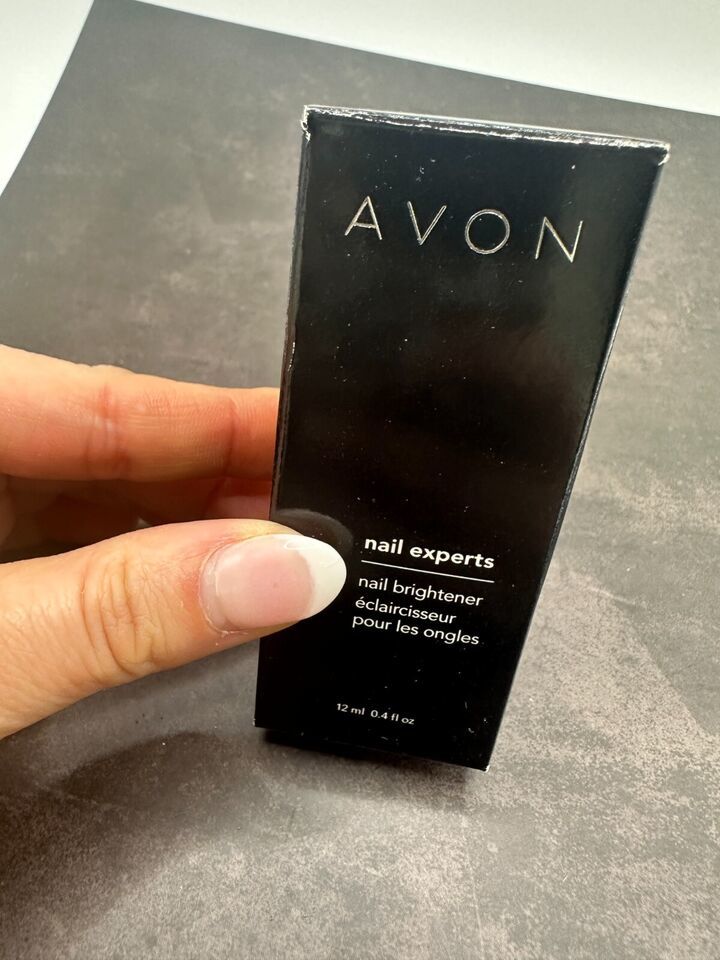 AVON
nail experts
nail brightener
éclaircisseur
pour les ongles
12 ml 0.4 fl oz